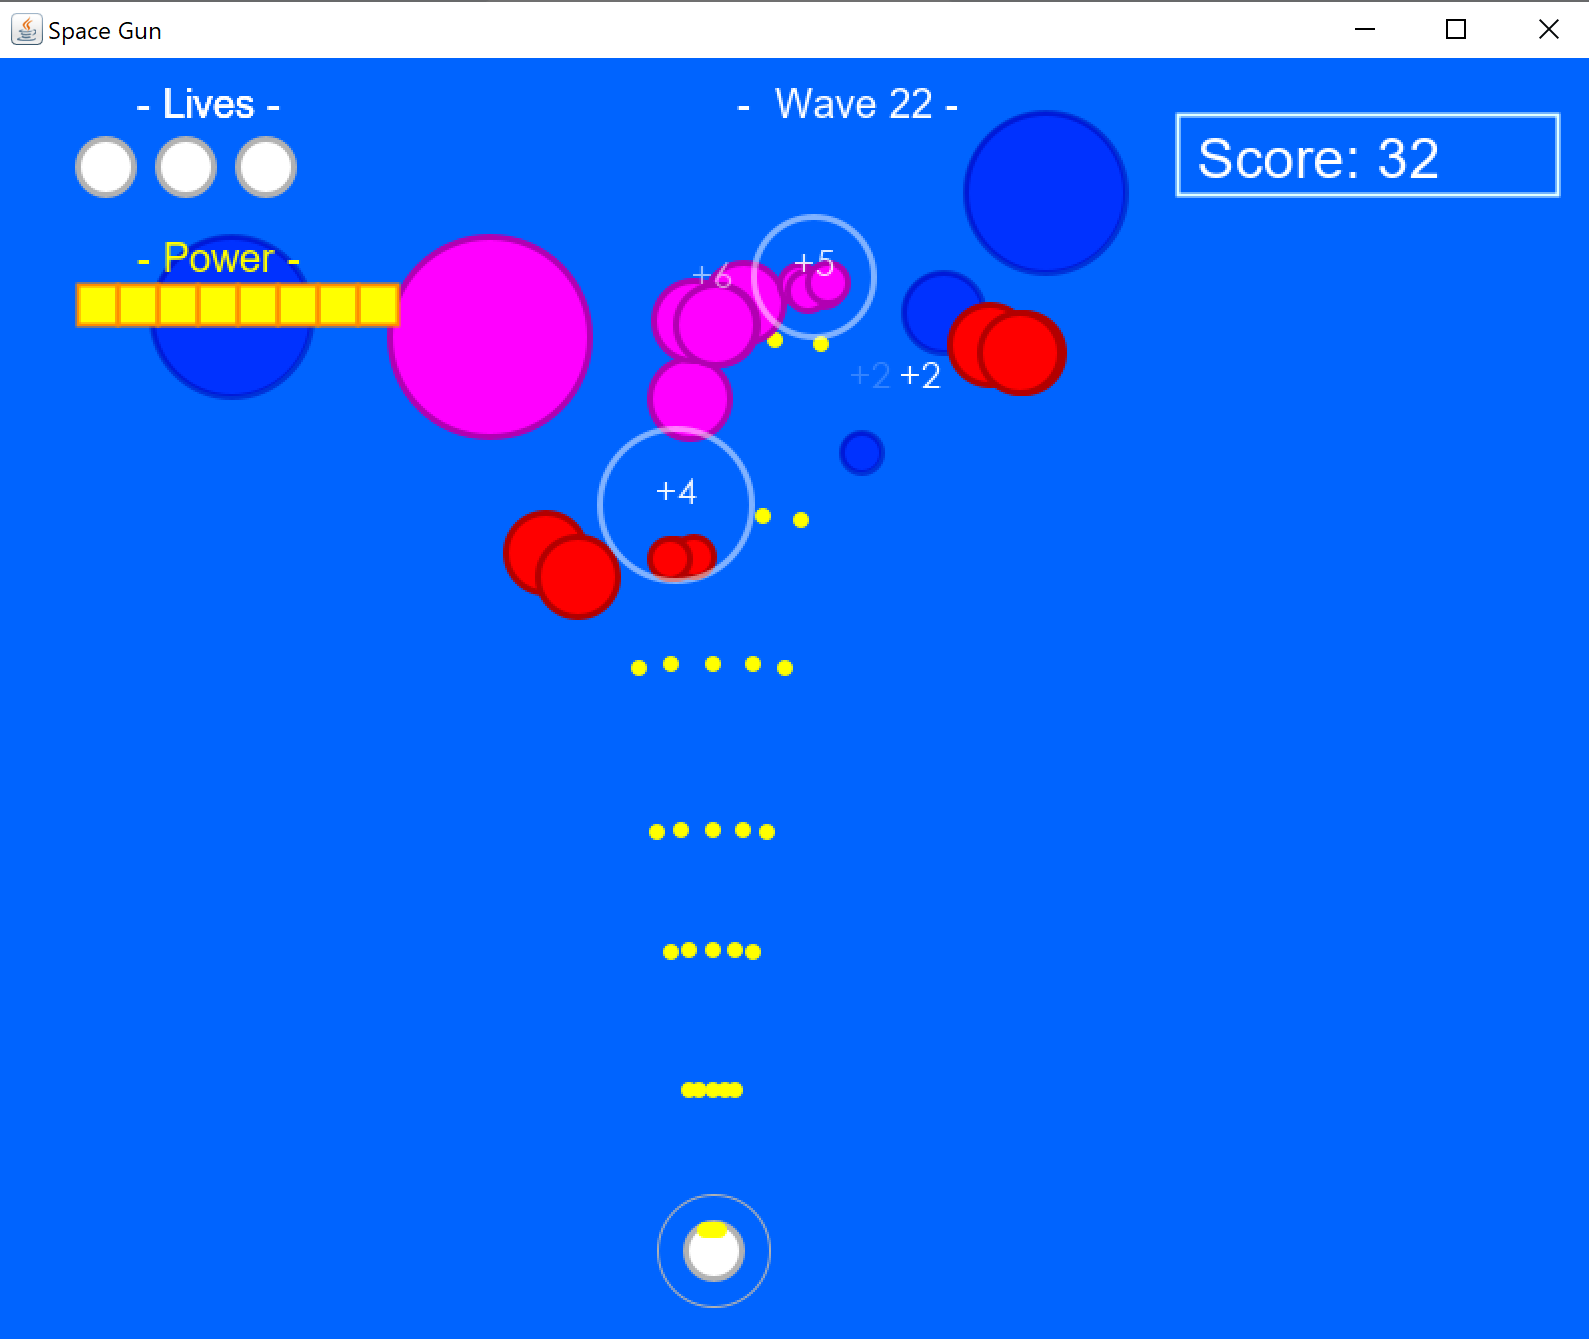 Space Gun
- Lives -
- Wave 22 -
Score: 32
- Power -
+6
+5
+2
+2
+4